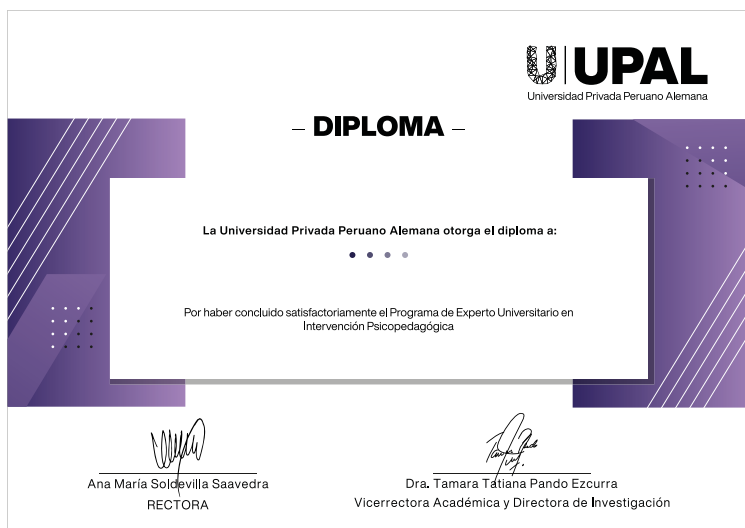 UPAL
Universidad Privada Peruano Alemana
– DIPLOMA –
La Universidad Privada Peruano Alemana otorga el diploma a:
Por haber concluido satisfactoriamente el Programa de Experto Universitario en
Intervención Psicopedagógica
Ana María Soldevilla Saavedra
RECTORA
Dra. Tamara Tatiana Pando Ezcurra
Vicerrectora Académica y Directora de Investigación